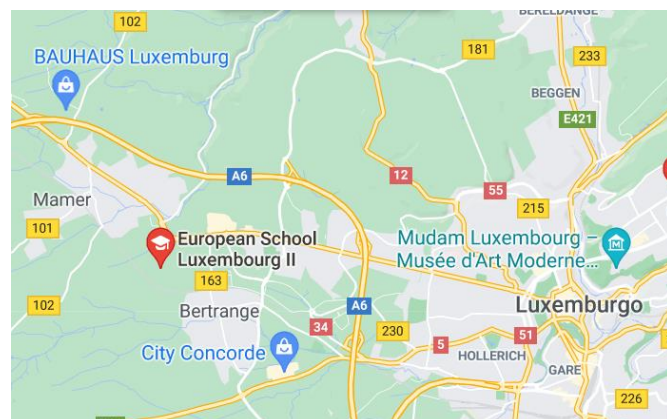 BERELDANGE
102
181
233
BAUHAUS Luxemburg
BEGGEN
E421
A6
12
55
Mamer
215
101
European School
Luxembourg II
Mudam Luxembourg –
Musée d'Art Moderne...
163
102
Bertrange
A6
Luxemburgo
34
230
51
City Concorde
5
HOLLERICH
GARE
226